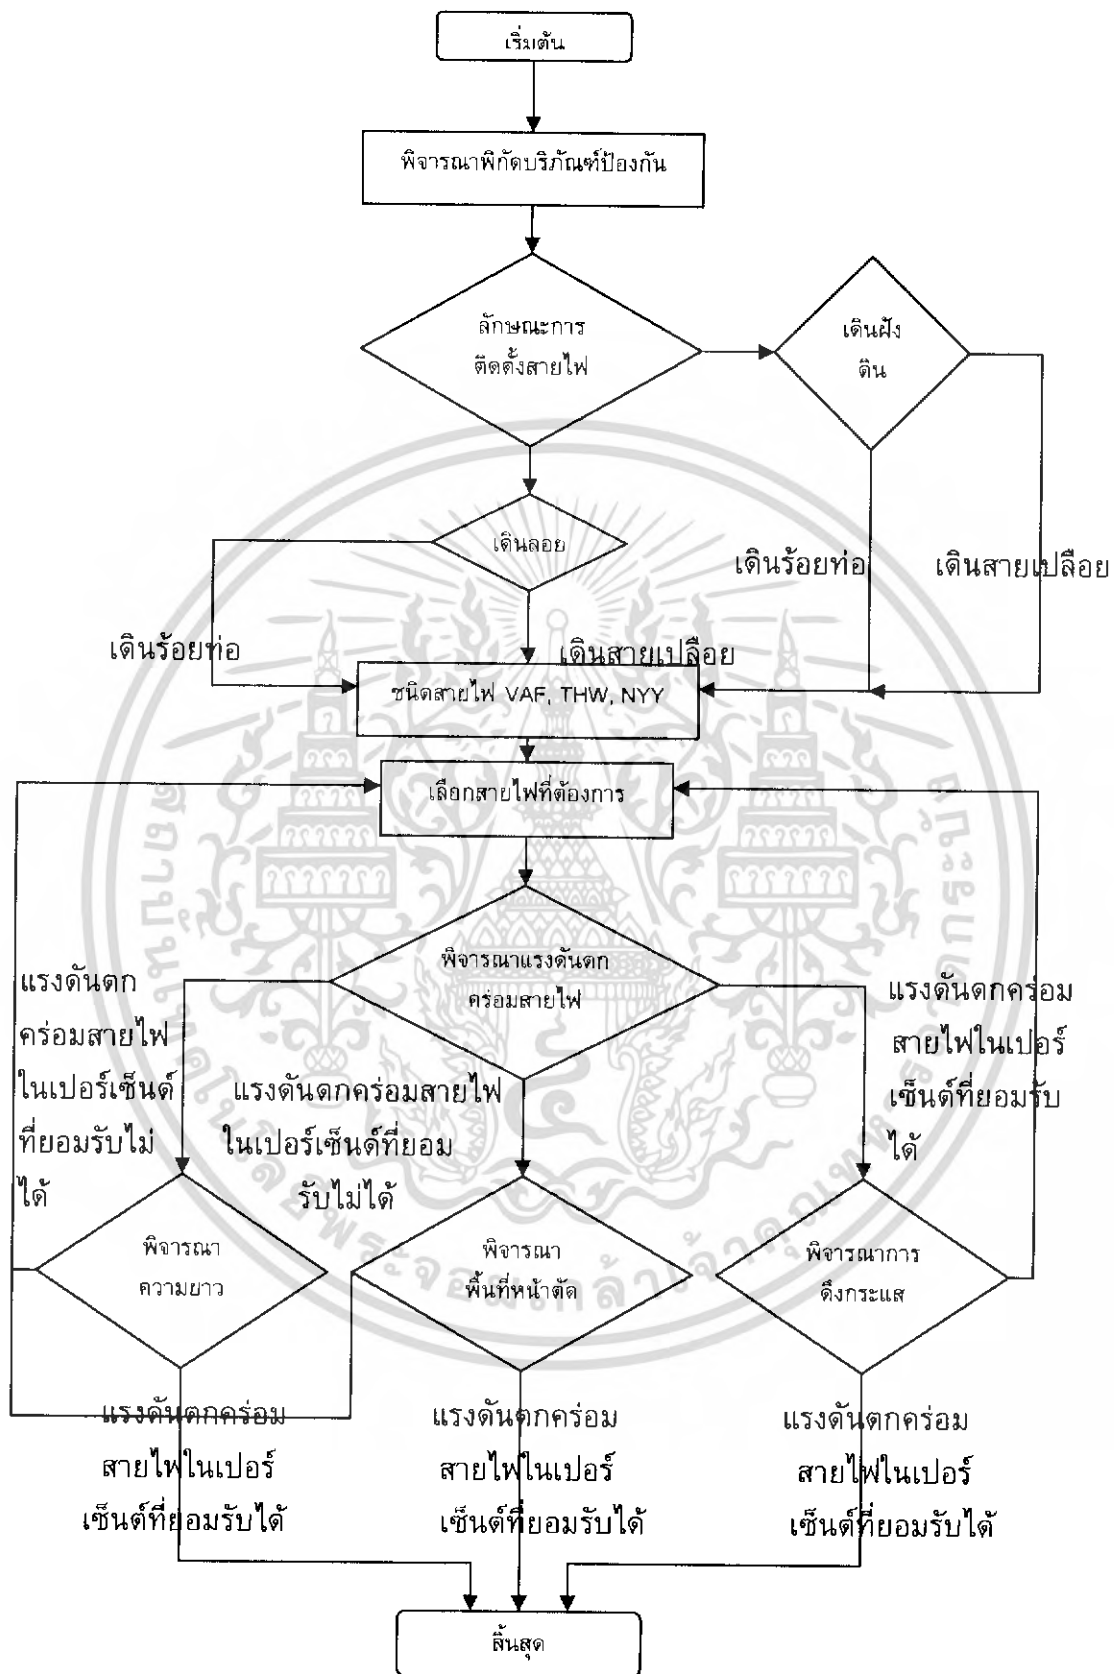 เริ่มต้น
พิจารณาพิกัดบริภัณฑ์ป้องกัน
ลักษณะการ
ติดตั้งสายไฟ
เดินฝัง
ดิน
เดินลอย
เดินร้อยท่อ
เดินสายเปลือย
เดินร้อยท่อ
เดินสายเปลือย
ชนิดสายไฟ VAF, THW, NYY
เลือกสายไฟที่ต้องการ
พิจารณาแรงดันตก
คร่อมสายไฟ
แรงดันตก
คร่อมสายไฟ
ในเปอร์เซ็นต์
ที่ยอมรับไม่
ได้
แรงดันตกคร่อมสายไฟ
ในเปอร์เซ็นต์ที่ยอม
รับไม่ได้
แรงดันตกคร่อม
สายไฟในเปอร์
เซ็นต์ที่ยอมรับ
ได้
พิจารณา
ความยาว
พิจารณา
พื้นที่หน้าตัด
พิจารณาการ
ดึงกระแส
แรงดันตกคร่อม
สายไฟในเปอร์
เซ็นต์ที่ยอมรับได้
แรงดันตกคร่อม
สายไฟในเปอร์
เซ็นต์ที่ยอมรับได้
แรงดันตกคร่อม
สายไฟในเปอร์
เซ็นต์ที่ยอมรับได้
สิ้นสุด